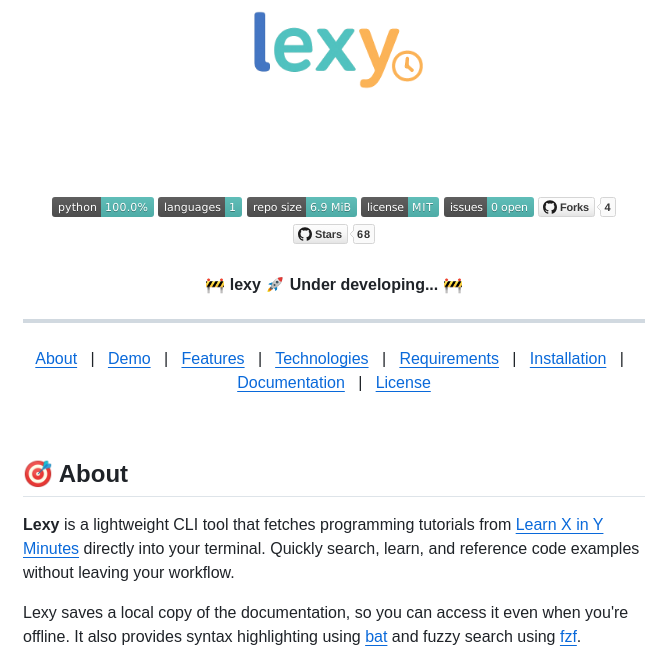 lexy
python 100.0% languages 1 repo size 6.9 MiB license MIT issues 0 open Forks 4
Stars 68
🚧 lexy 🚀 Under developing... 🚧
About | Demo | Features | Technologies | Requirements | Installation |
Documentation | License
🎯 About
Lexy is a lightweight CLI tool that fetches programming tutorials from Learn X in Y
Minutes directly into your terminal. Quickly search, learn, and reference code examples
without leaving your workflow.
Lexy saves a local copy of the documentation, so you can access it even when you're
offline. It also provides syntax highlighting using bat and fuzzy search using fzf.